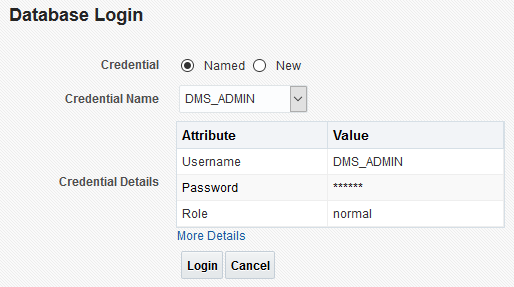 Database Login
Credential Named New
Credential Name DMS_ADMIN
Attribute Value
Username DMS_ADMIN
Credential Details
Password ******
Role normal
More Details
Login Cancel